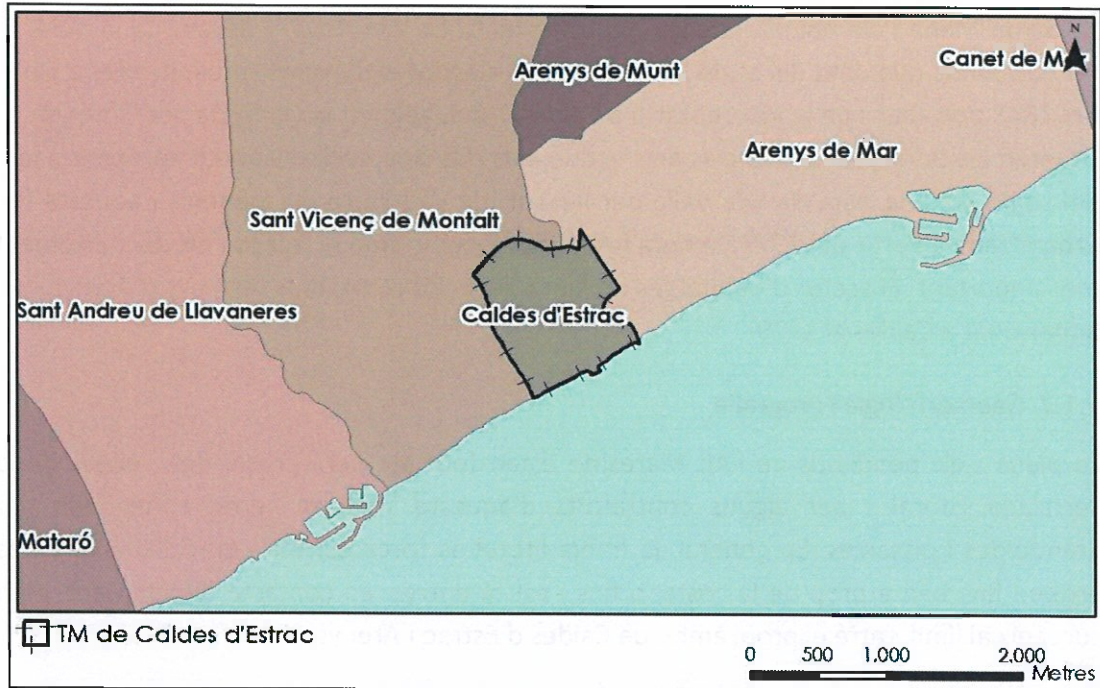 N
Canet de Mar
Arenys de Munt
Arenys de Mar
Sant Vicenç de Montalt
Sant Andreu de Llavaneres
Caldes d'Estrac
Mataró
TM de Caldes d'Estrac
0 500 1.000 2.000
Metres